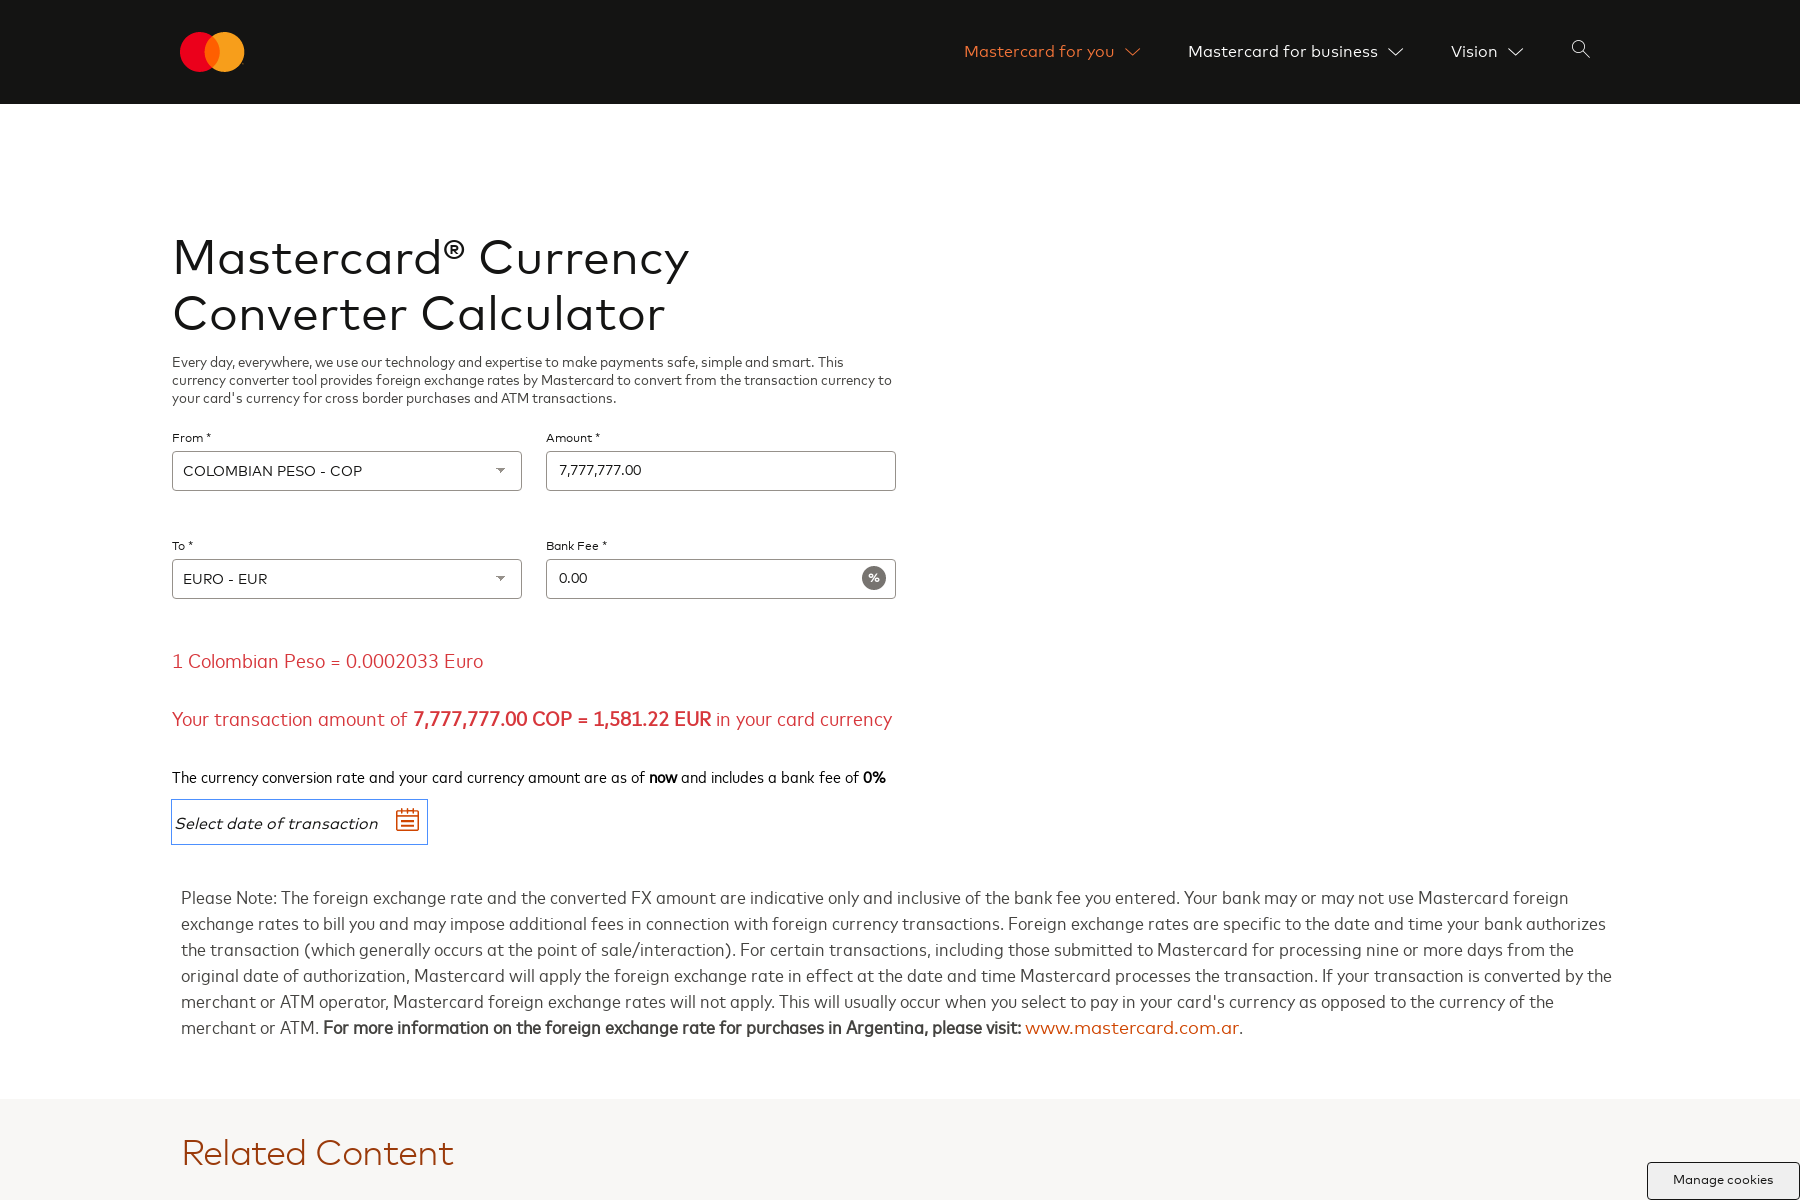 Mastercard for you
Mastercard for business
Vision
Mastercard® Currency
Converter Calculator
Every day, everywhere, we use our technology and expertise to make payments safe, simple and smart. This
currency converter tool provides foreign exchange rates by Mastercard to convert from the transaction currency to
your card's currency for cross border purchases and ATM transactions.
From *
Amount *
COLOMBIAN PESO - COP
7,777,777.00
To *
Bank Fee *
EURO - EUR
0.00
%
1 Colombian Peso = 0.0002033 Euro
Your transaction amount of 7,777,777.00 COP = 1,581.22 EUR in your card currency
The currency conversion rate and your card currency amount are as of now and includes a bank fee of 0%
Select date of transaction
Please Note: The foreign exchange rate and the converted FX amount are indicative only and inclusive of the bank fee you entered. Your bank may or may not use Mastercard foreign
exchange rates to bill you and may impose additional fees in connection with foreign currency transactions. Foreign exchange rates are specific to the date and time your bank authorizes
the transaction (which generally occurs at the point of sale/interaction). For certain transactions, including those submitted to Mastercard for processing nine or more days from the
original date of authorization, Mastercard will apply the foreign exchange rate in effect at the date and time Mastercard processes the transaction. If your transaction is converted by the
merchant or ATM operator, Mastercard foreign exchange rates will not apply. This will usually occur when you select to pay in your card's currency as opposed to the currency of the
merchant or ATM. For more information on the foreign exchange rate for purchases in Argentina, please visit: www.mastercard.com.ar.
Related Content
Manage cookies